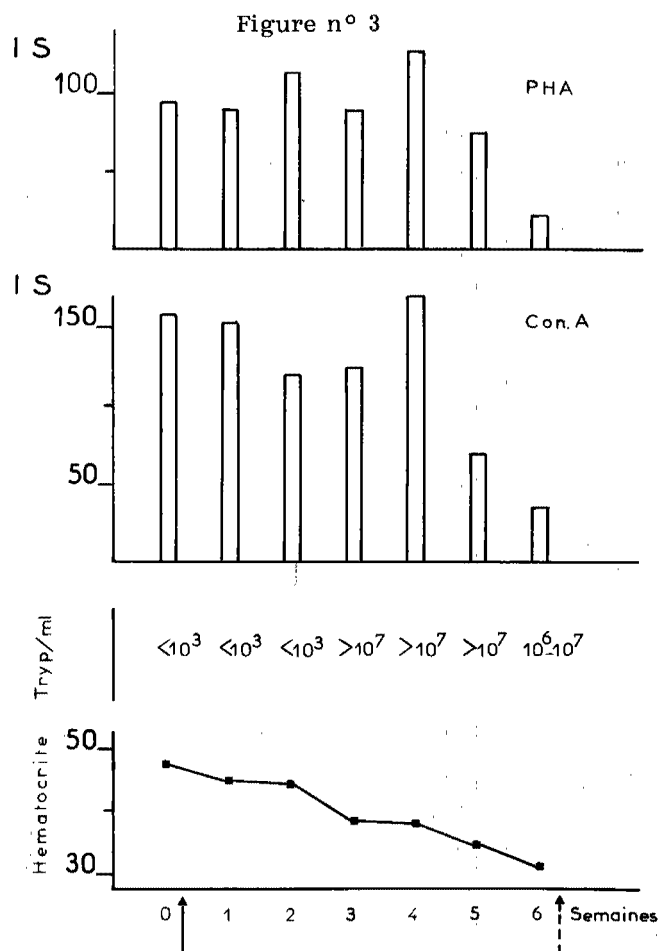 Figure n° 3
I S
100
PHA
I S
150
Con. A
50
Tryp/ml
<10³ <10³ <10³ >10⁷ >10⁷ >10⁷ 10⁶-10⁷
Hematocrite
50
30
0 1 2 3 4 5 6 Semaines